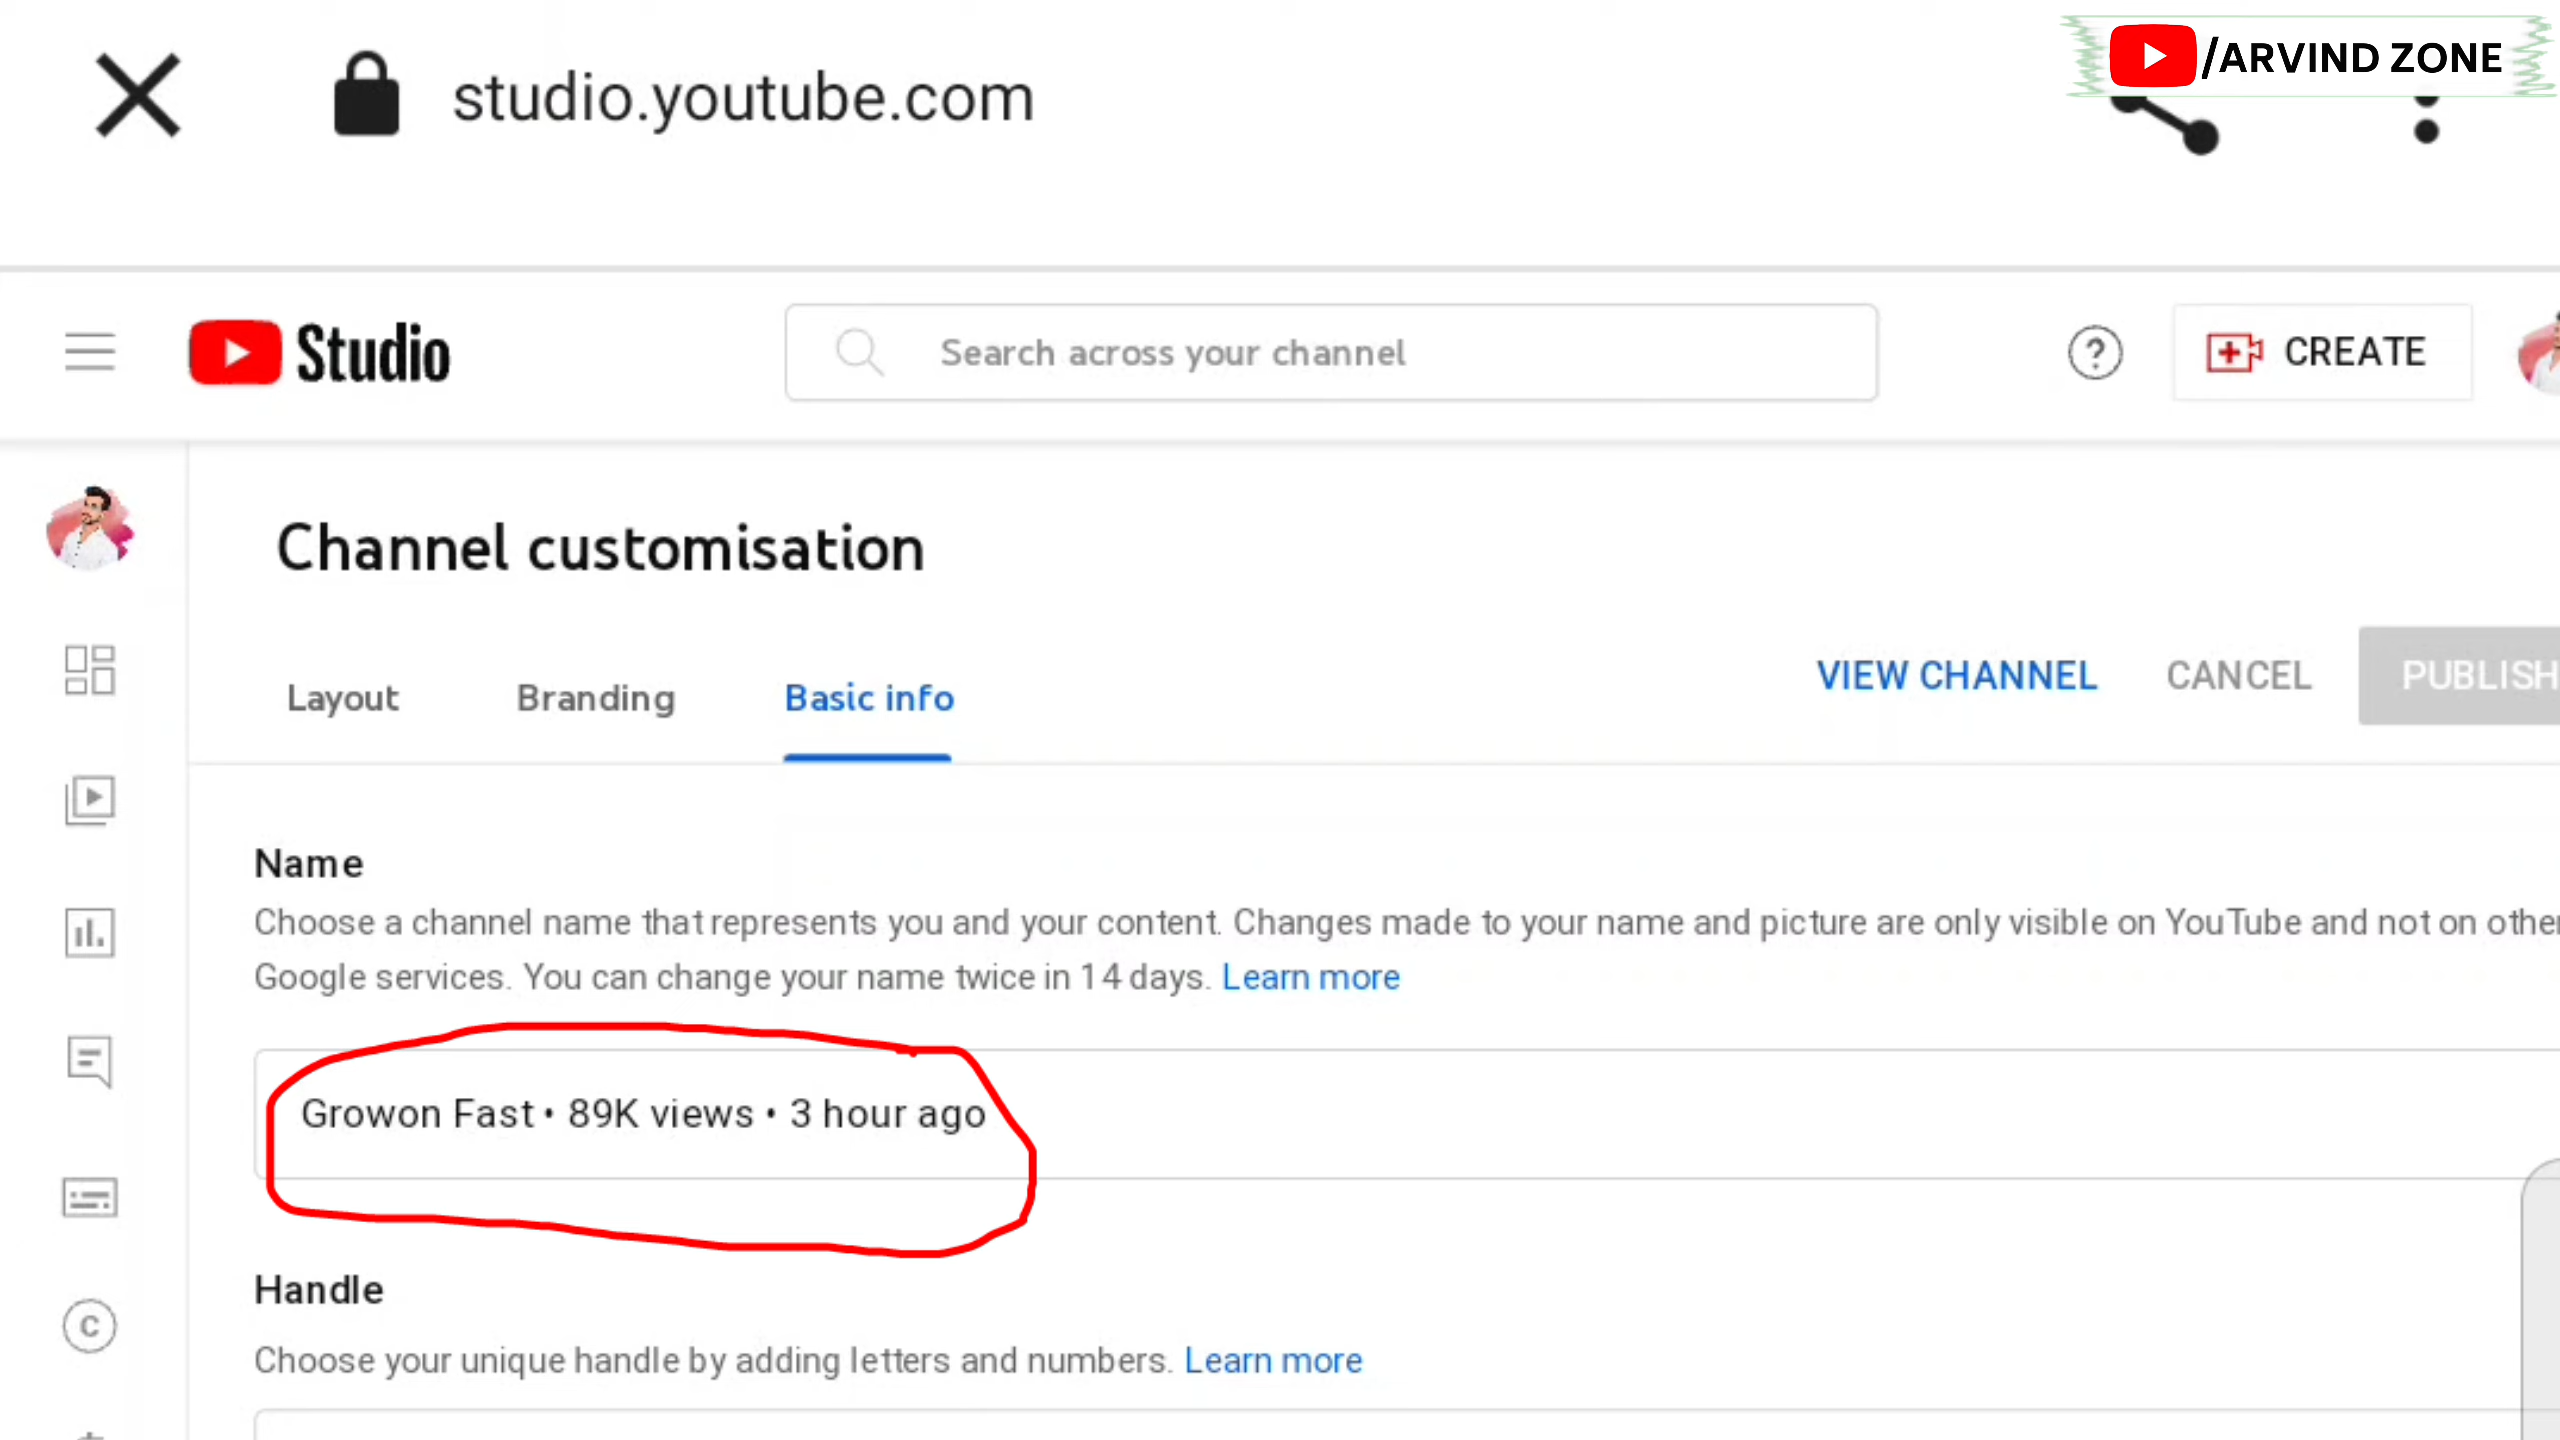 studio.youtube.com
/ARVIND ZONE
Studio
Search across your channel
?
CREATE
Channel customisation
Layout
Branding
Basic info
VIEW CHANNEL
CANCEL
PUBLISH
Name
Choose a channel name that represents you and your content. Changes made to your name and picture are only visible on YouTube and not on other
Google services. You can change your name twice in 14 days. Learn more
Growon Fast • 89K views • 3 hour ago
Handle
Choose your unique handle by adding letters and numbers. Learn more